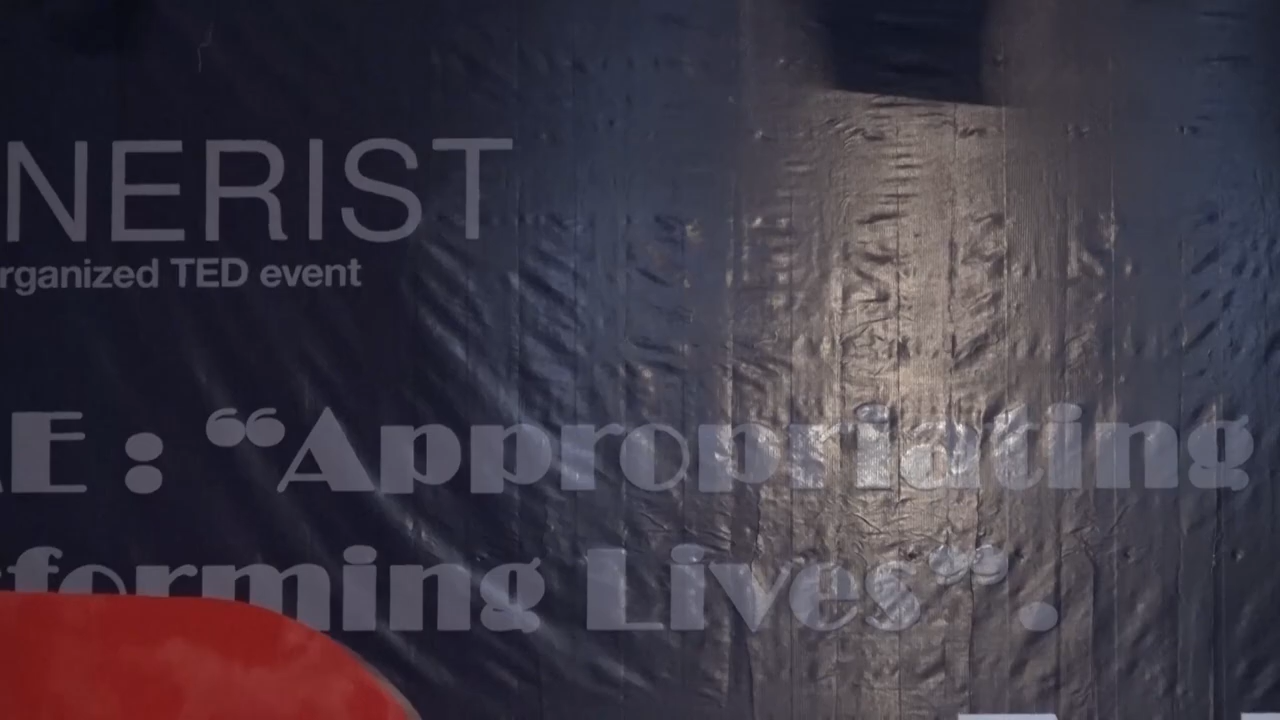 NERIST
rganized TED event
E : “Appropriating
forming Lives”.